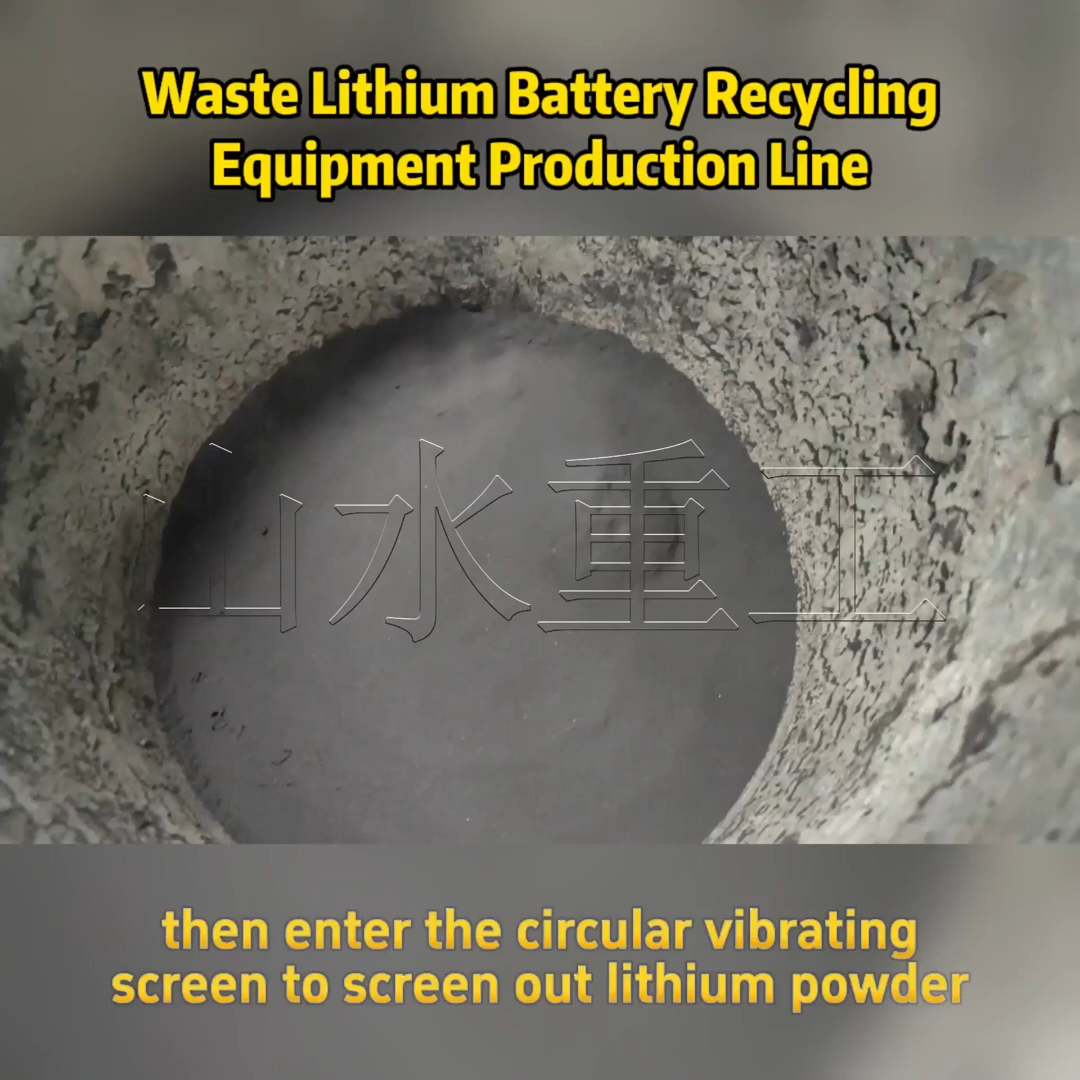 Waste Lithium Battery Recycling
Equipment Production Line
山水重工
then enter the circular vibrating
screen to screen out lithium powder